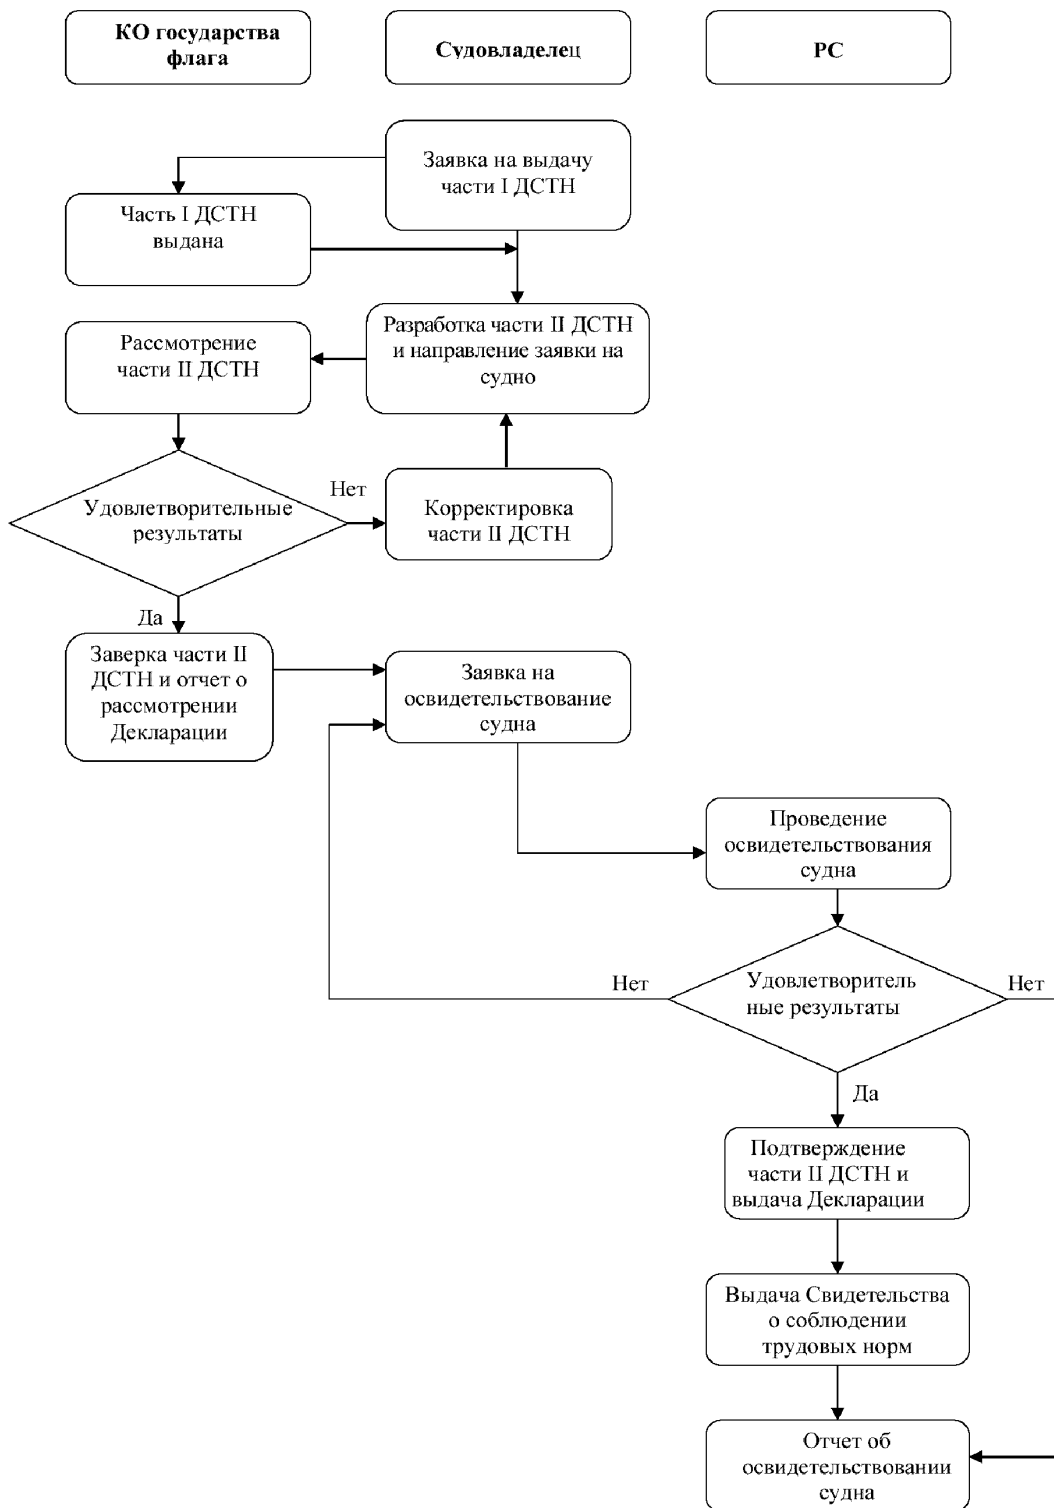 КО государства
флага
Судовладелец
РС
Заявка на выдачу
части I ДСТН
Часть I ДСТН
выдана
Разработка части II ДСТН
и направление заявки на
судно
Рассмотрение
части II ДСТН
Удовлетворительные
результаты
Нет
Корректировка
части II ДСТН
Да
Заверка части II
ДСТН и отчет о
рассмотрении
Декларации
Заявка на
освидетельствование
судна
Проведение
освидетельствования
судна
Нет
Удовлетворитель
ные результаты
Нет
Да
Подтверждение
части II ДСТН и
выдача Декларации
Выдача Свидетельства
о соблюдении
трудовых норм
Отчет об
освидетельствовании
судна